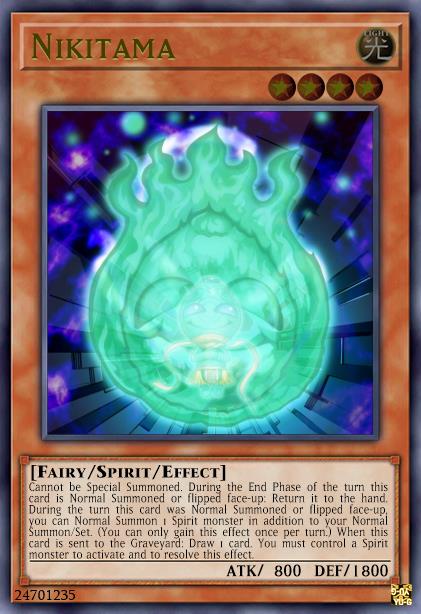 Nikitama
LIGHT
光
[Fairy/Spirit/Effect]
Cannot be Special Summoned. During the End Phase of the turn this
card is Normal Summoned or flipped face-up: Return it to the hand.
During the turn this card was Normal Summoned or flipped face-up,
you can Normal Summon 1 Spirit monster in addition to your Normal
Summon/Set. (You can only gain this effect once per turn.) When this
card is sent to the Graveyard: Draw 1 card. You must control a Spirit
monster to activate and to resolve this effect.
ATK/ 800 DEF/1800
24701235